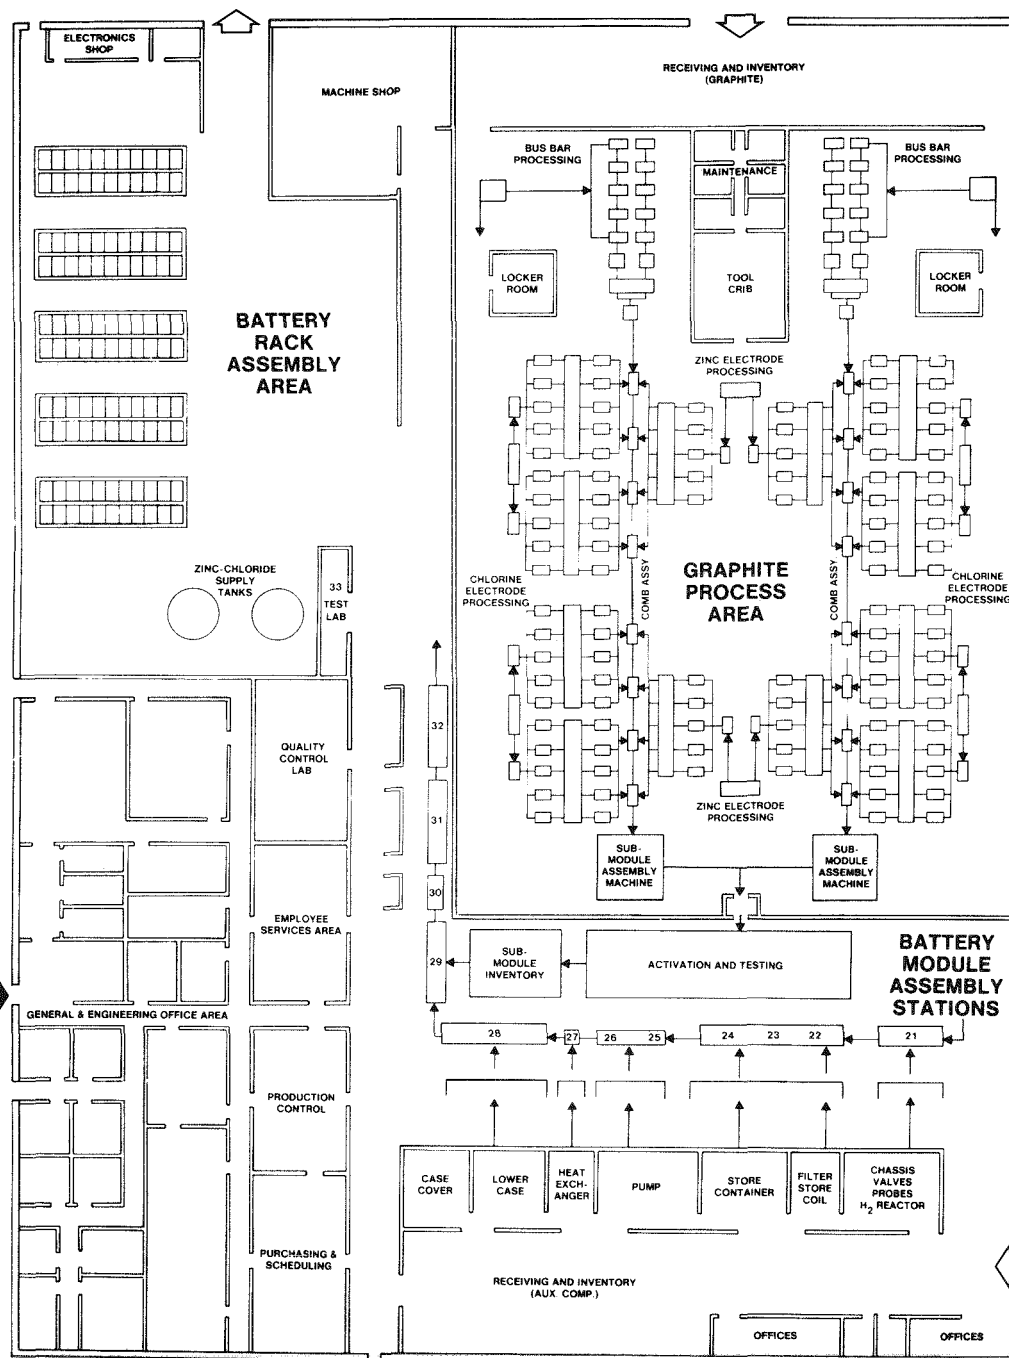 ELECTRONICS
SHOP
MACHINE SHOP
RECEIVING AND INVENTORY
(GRAPHITE)
BUS BAR
PROCESSING
MAINTENANCE
BUS BAR
PROCESSING
LOCKER
ROOM
TOOL
CRIB
LOCKER
ROOM
BATTERY
RACK
ASSEMBLY
AREA
ZINC ELECTRODE
PROCESSING
ZINC-CHLORIDE
SUPPLY
TANKS
33
TEST
LAB
CHLORINE
ELECTRODE
PROCESSING
COMB ASSY
GRAPHITE
PROCESS
AREA
COMB ASSY
CHLORINE
ELECTRODE
PROCESSING
QUALITY
CONTROL
LAB
32
31
30
29
ZINC ELECTRODE
PROCESSING
SUB-
MODULE
ASSEMBLY
MACHINE
SUB-
MODULE
ASSEMBLY
MACHINE
EMPLOYEE
SERVICES AREA
SUB-
MODULE
INVENTORY
ACTIVATION AND TESTING
BATTERY
MODULE
ASSEMBLY
STATIONS
GENERAL & ENGINEERING OFFICE AREA
28
27
26
25
24
23
22
21
PRODUCTION
CONTROL
CASE
COVER
LOWER
CASE
HEAT
EXCH-
ANGER
PUMP
STORE
CONTAINER
FILTER
STORE
COIL
CHASSIS
VALVES
PROBES
H2 REACTOR
PURCHASING &
SCHEDULING
RECEIVING AND INVENTORY
(AUX. COMP.)
OFFICES
OFFICES